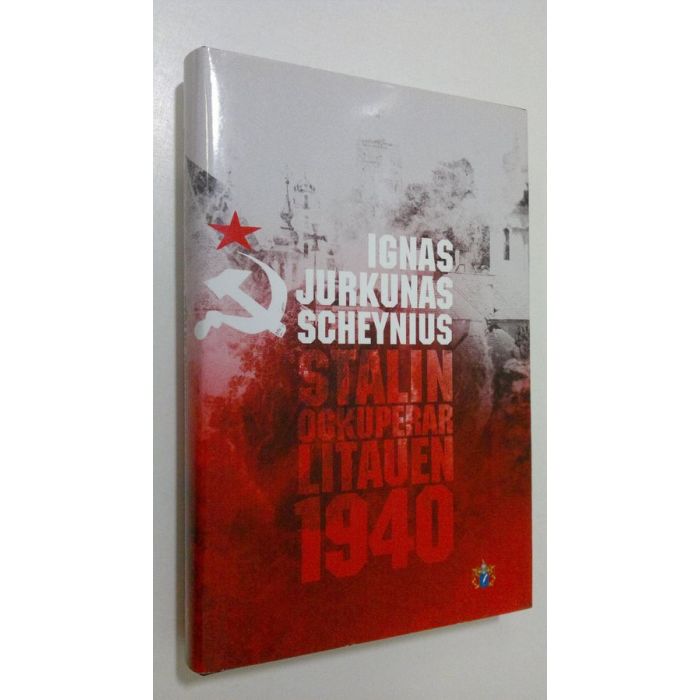 IGNAS
JURKUNAS
SCHEYNIUS
STALIN
OCKUPERAR
LITAUEN
1940